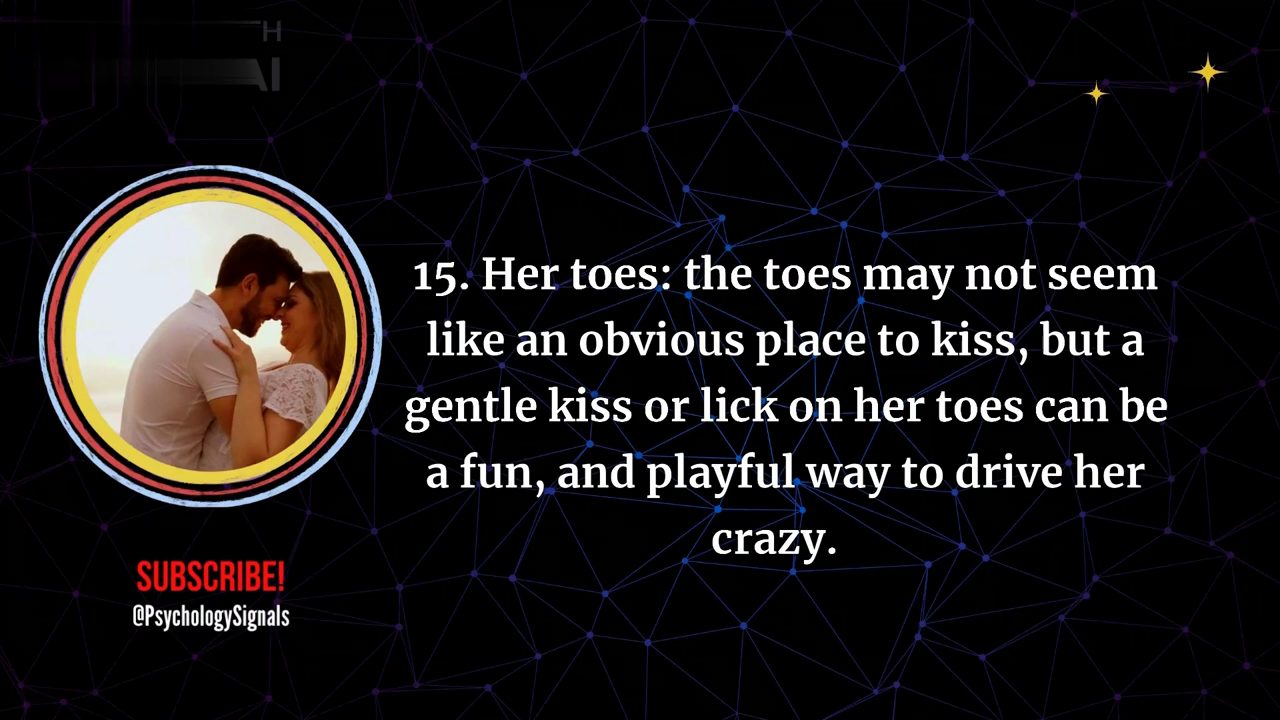 15. Her toes: the toes may not seem
like an obvious place to kiss, but a
gentle kiss or lick on her toes can be
a fun, and playful way to drive her
crazy.
SUBSCRIBE!
@PsychologySignals